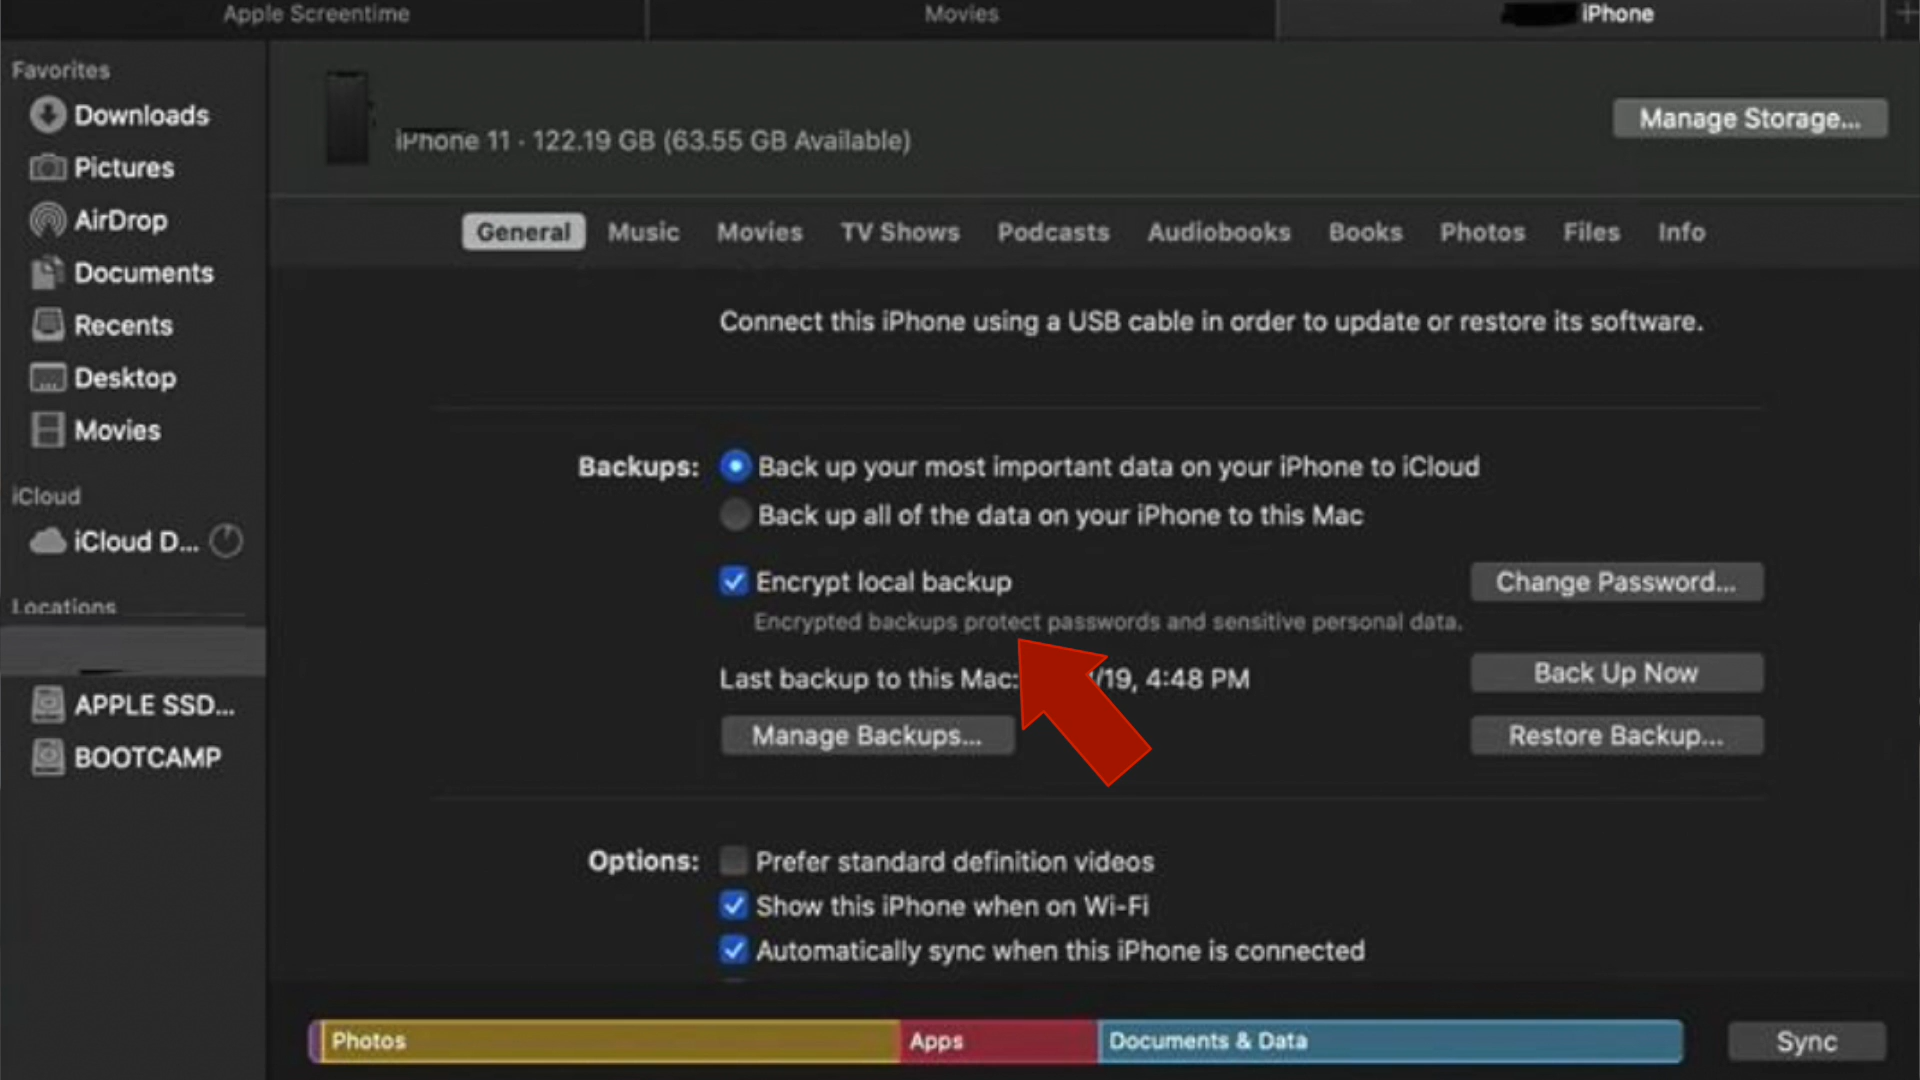 Apple Screentime
Movies
iPhone
Favorites
Downloads
Pictures
AirDrop
Documents
Recents
Desktop
Movies
iCloud
iCloud D...
Locations
APPLE SSD...
BOOTCAMP
iPhone 11 · 122.19 GB (63.55 GB Available)
Manage Storage...
General Music Movies TV Shows Podcasts Audiobooks Books Photos Files Info
Connect this iPhone using a USB cable in order to update or restore its software.
Backups: Back up your most important data on your iPhone to iCloud
Back up all of the data on your iPhone to this Mac
Encrypt local backup
Change Password...
Encrypted backups protect passwords and sensitive personal data.
Last backup to this Mac: /19, 4:48 PM
Back Up Now
Manage Backups...
Restore Backup...
Options: Prefer standard definition videos
Show this iPhone when on Wi-Fi
Automatically sync when this iPhone is connected
Photos
Apps
Documents & Data
Sync